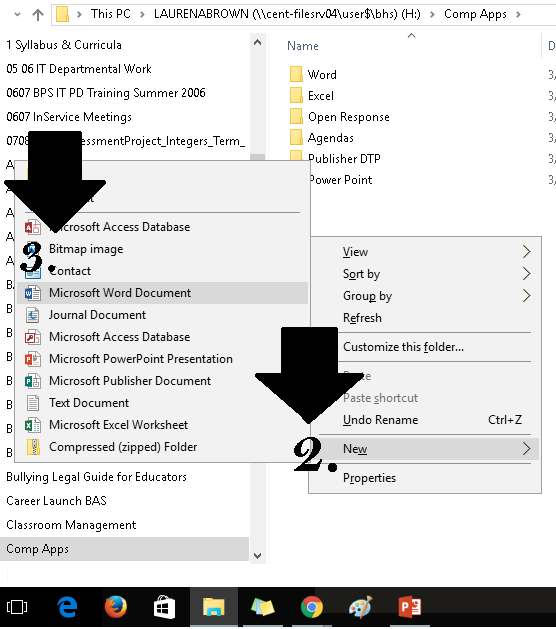 This PC > LAURENABROWN (\\cent-filesrv04\user$\bhs) (H:) > Comp Apps >
1 Syllabus & Curricula
05 06 IT Departmental Work
0607 BPS IT PD Training Summer 2006
0607 InService Meetings
0708 ssmentProject_Integers_Term_
Name
Word
Excel
Open Response
Agendas
Publisher DTP
Power Point
3.
Microsoft Access Database
Bitmap image
Contact
Microsoft Word Document
Journal Document
Microsoft Access Database
Microsoft PowerPoint Presentation
Microsoft Publisher Document
Text Document
Microsoft Excel Worksheet
Compressed (zipped) Folder
View
Sort by
Group by
Refresh
Customize this folder...
Paste shortcut
Undo Rename Ctrl+Z
2.
New
Properties
Bullying Legal Guide for Educators
Career Launch BAS
Classroom Management
Comp Apps